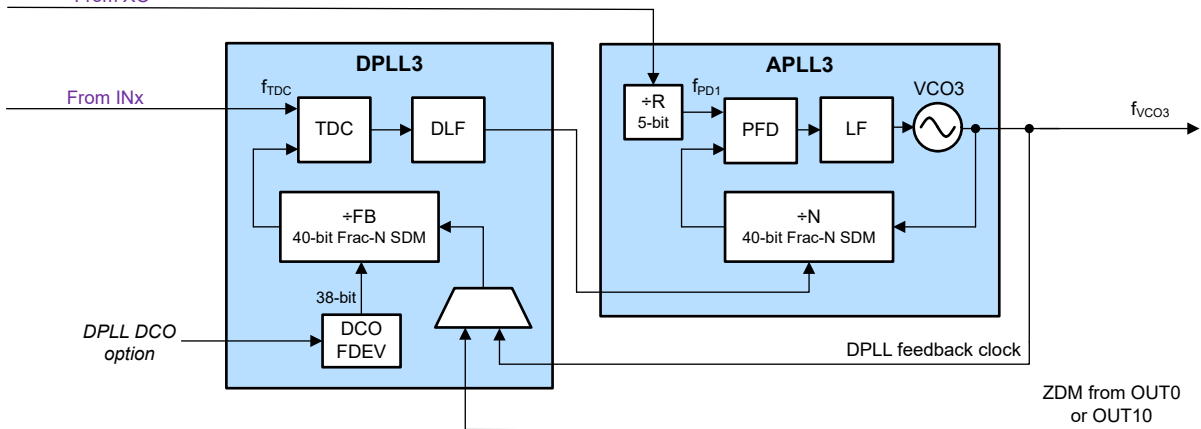 From XO
DPLL3
APLL3
From INx
fTDC
TDC
DLF
÷R
5-bit
fPD1
PFD
LF
VCO3
fVCO3
÷FB
40-bit Frac-N SDM
÷N
40-bit Frac-N SDM
38-bit
DPLL DCO
option
DCO
FDEV
DPLL feedback clock
ZDM from OUT0
or OUT10